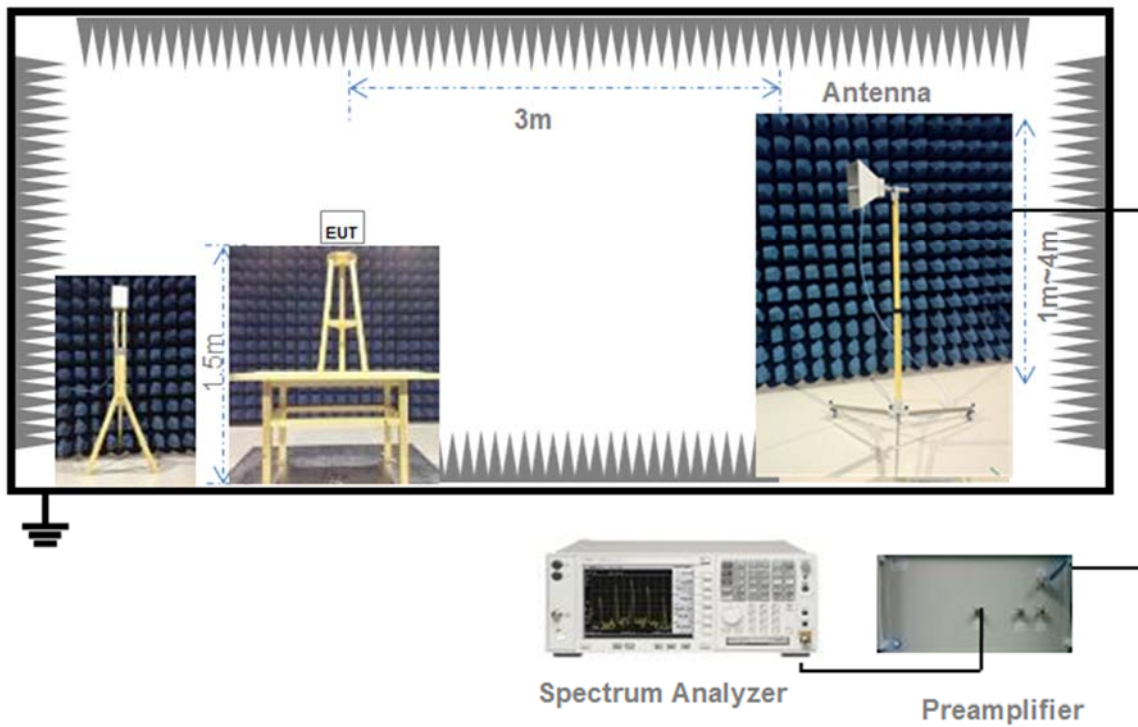 Antenna
3m
EUT
1.5m
1m~4m
Spectrum Analyzer
Preamplifier